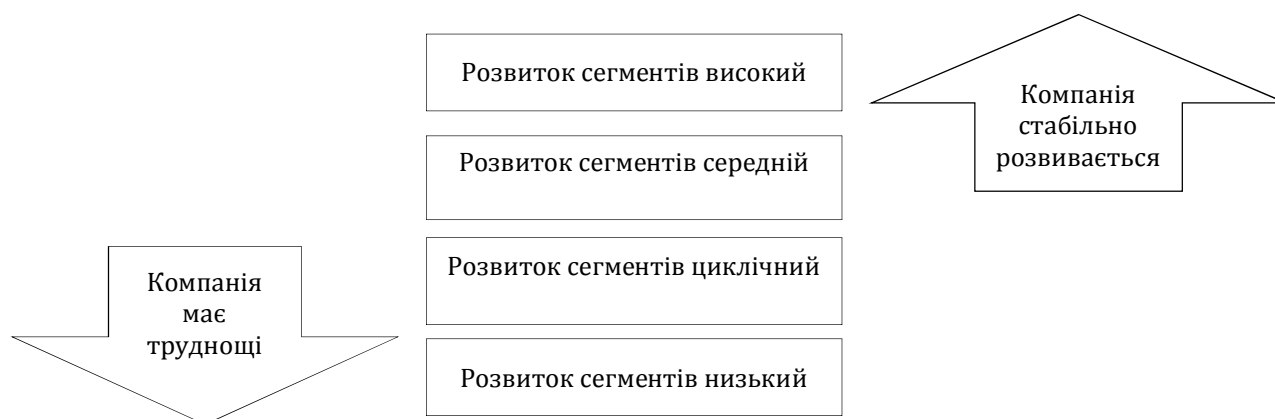 Розвиток сегментів високий
Компанія
стабільно
розвивається
Розвиток сегментів середній
Розвиток сегментів циклічний
Компанія
має
труднощі
Розвиток сегментів низький